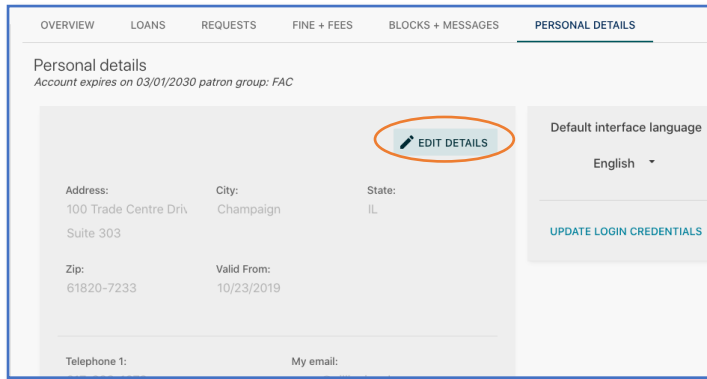 OVERVIEW LOANS REQUESTS FINE + FEES BLOCKS + MESSAGES PERSONAL DETAILS
Personal details
Account expires on 03/01/2030 patron group: FAC
EDIT DETAILS
Default interface language
English
UPDATE LOGIN CREDENTIALS
Address: City: State:
100 Trade Centre Driv Champaign IL
Suite 303
Zip: Valid From:
61820-7233 10/23/2019
Telephone 1: My email: